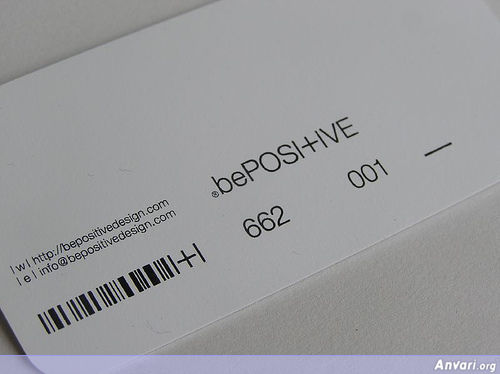 ®bePOSI+IVE
|w| http://bepositivedesign.com
|e| info@bepositivedesign.com
662 001 —
|+|
Anvari.org